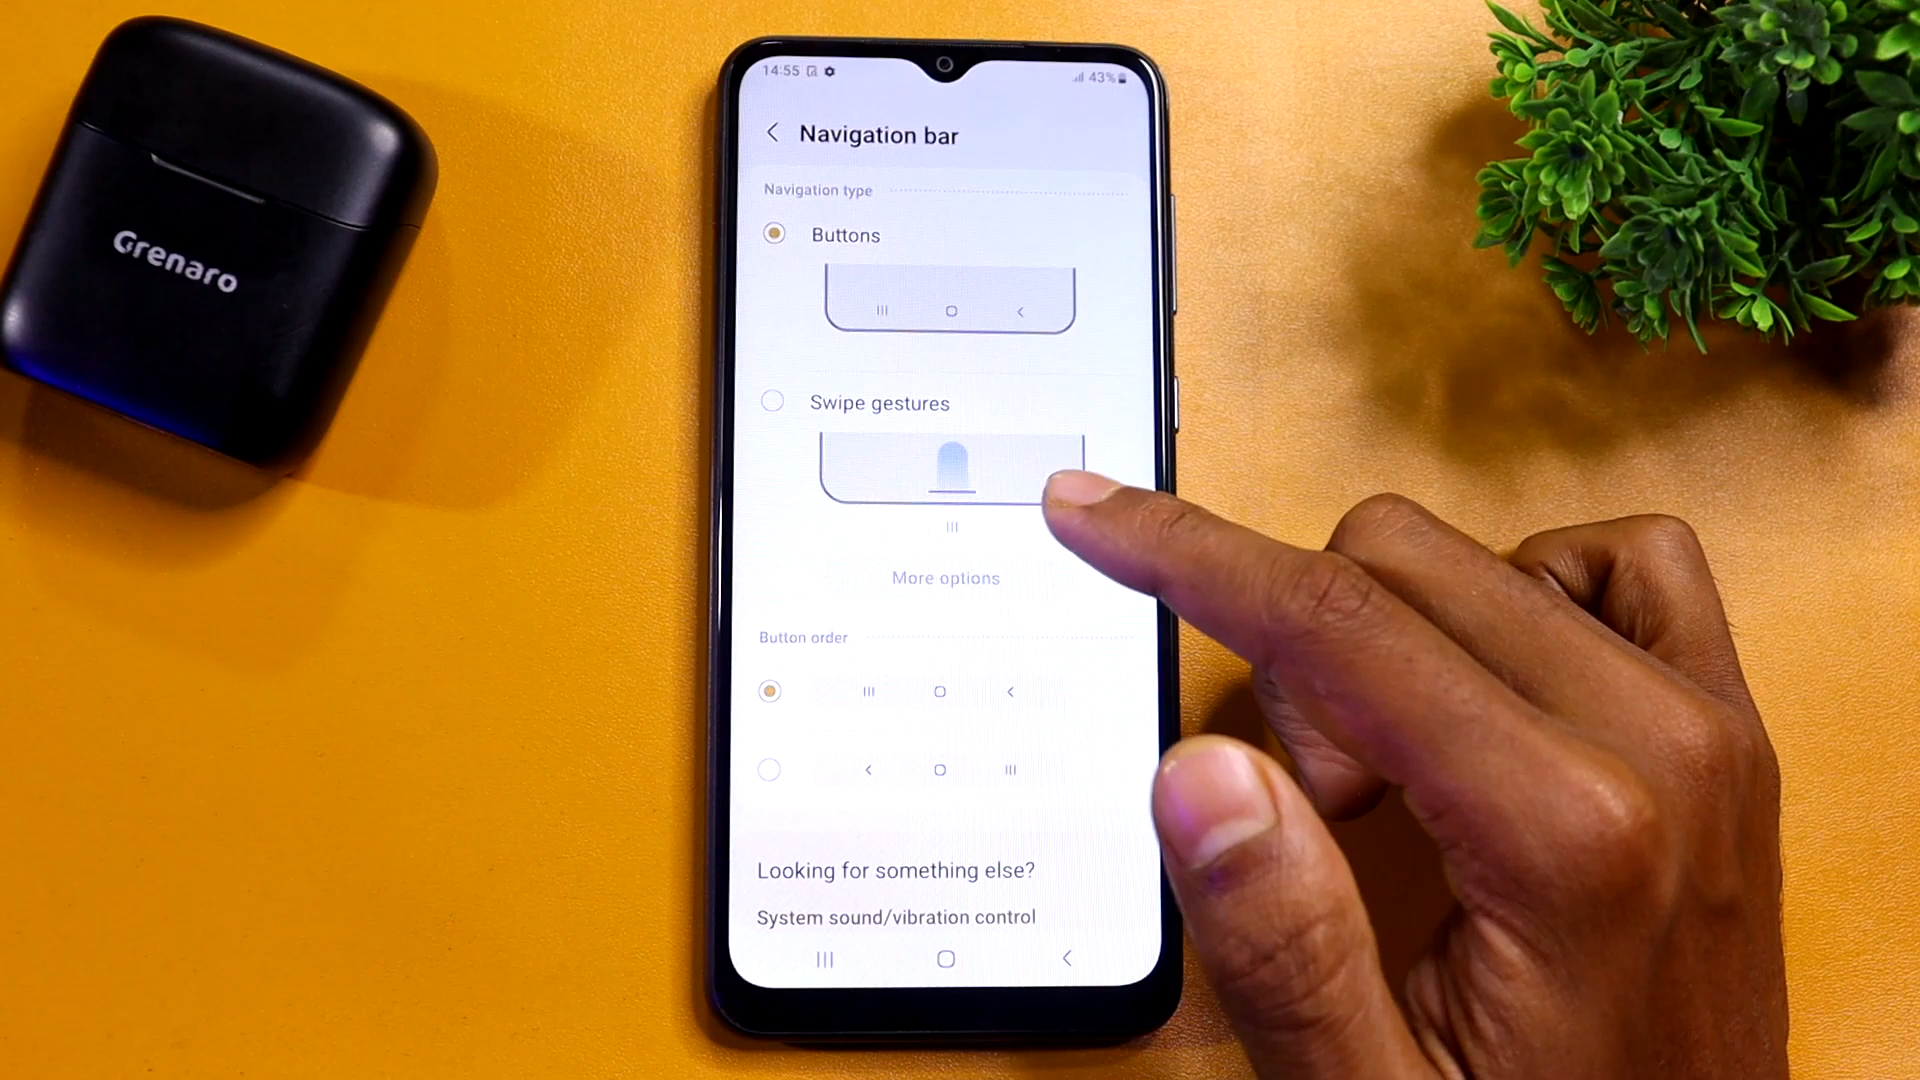 Grenaro
14:55
43%
Navigation bar
Navigation type
Buttons
Swipe gestures
More options
Button order
Looking for something else?
System sound/vibration control